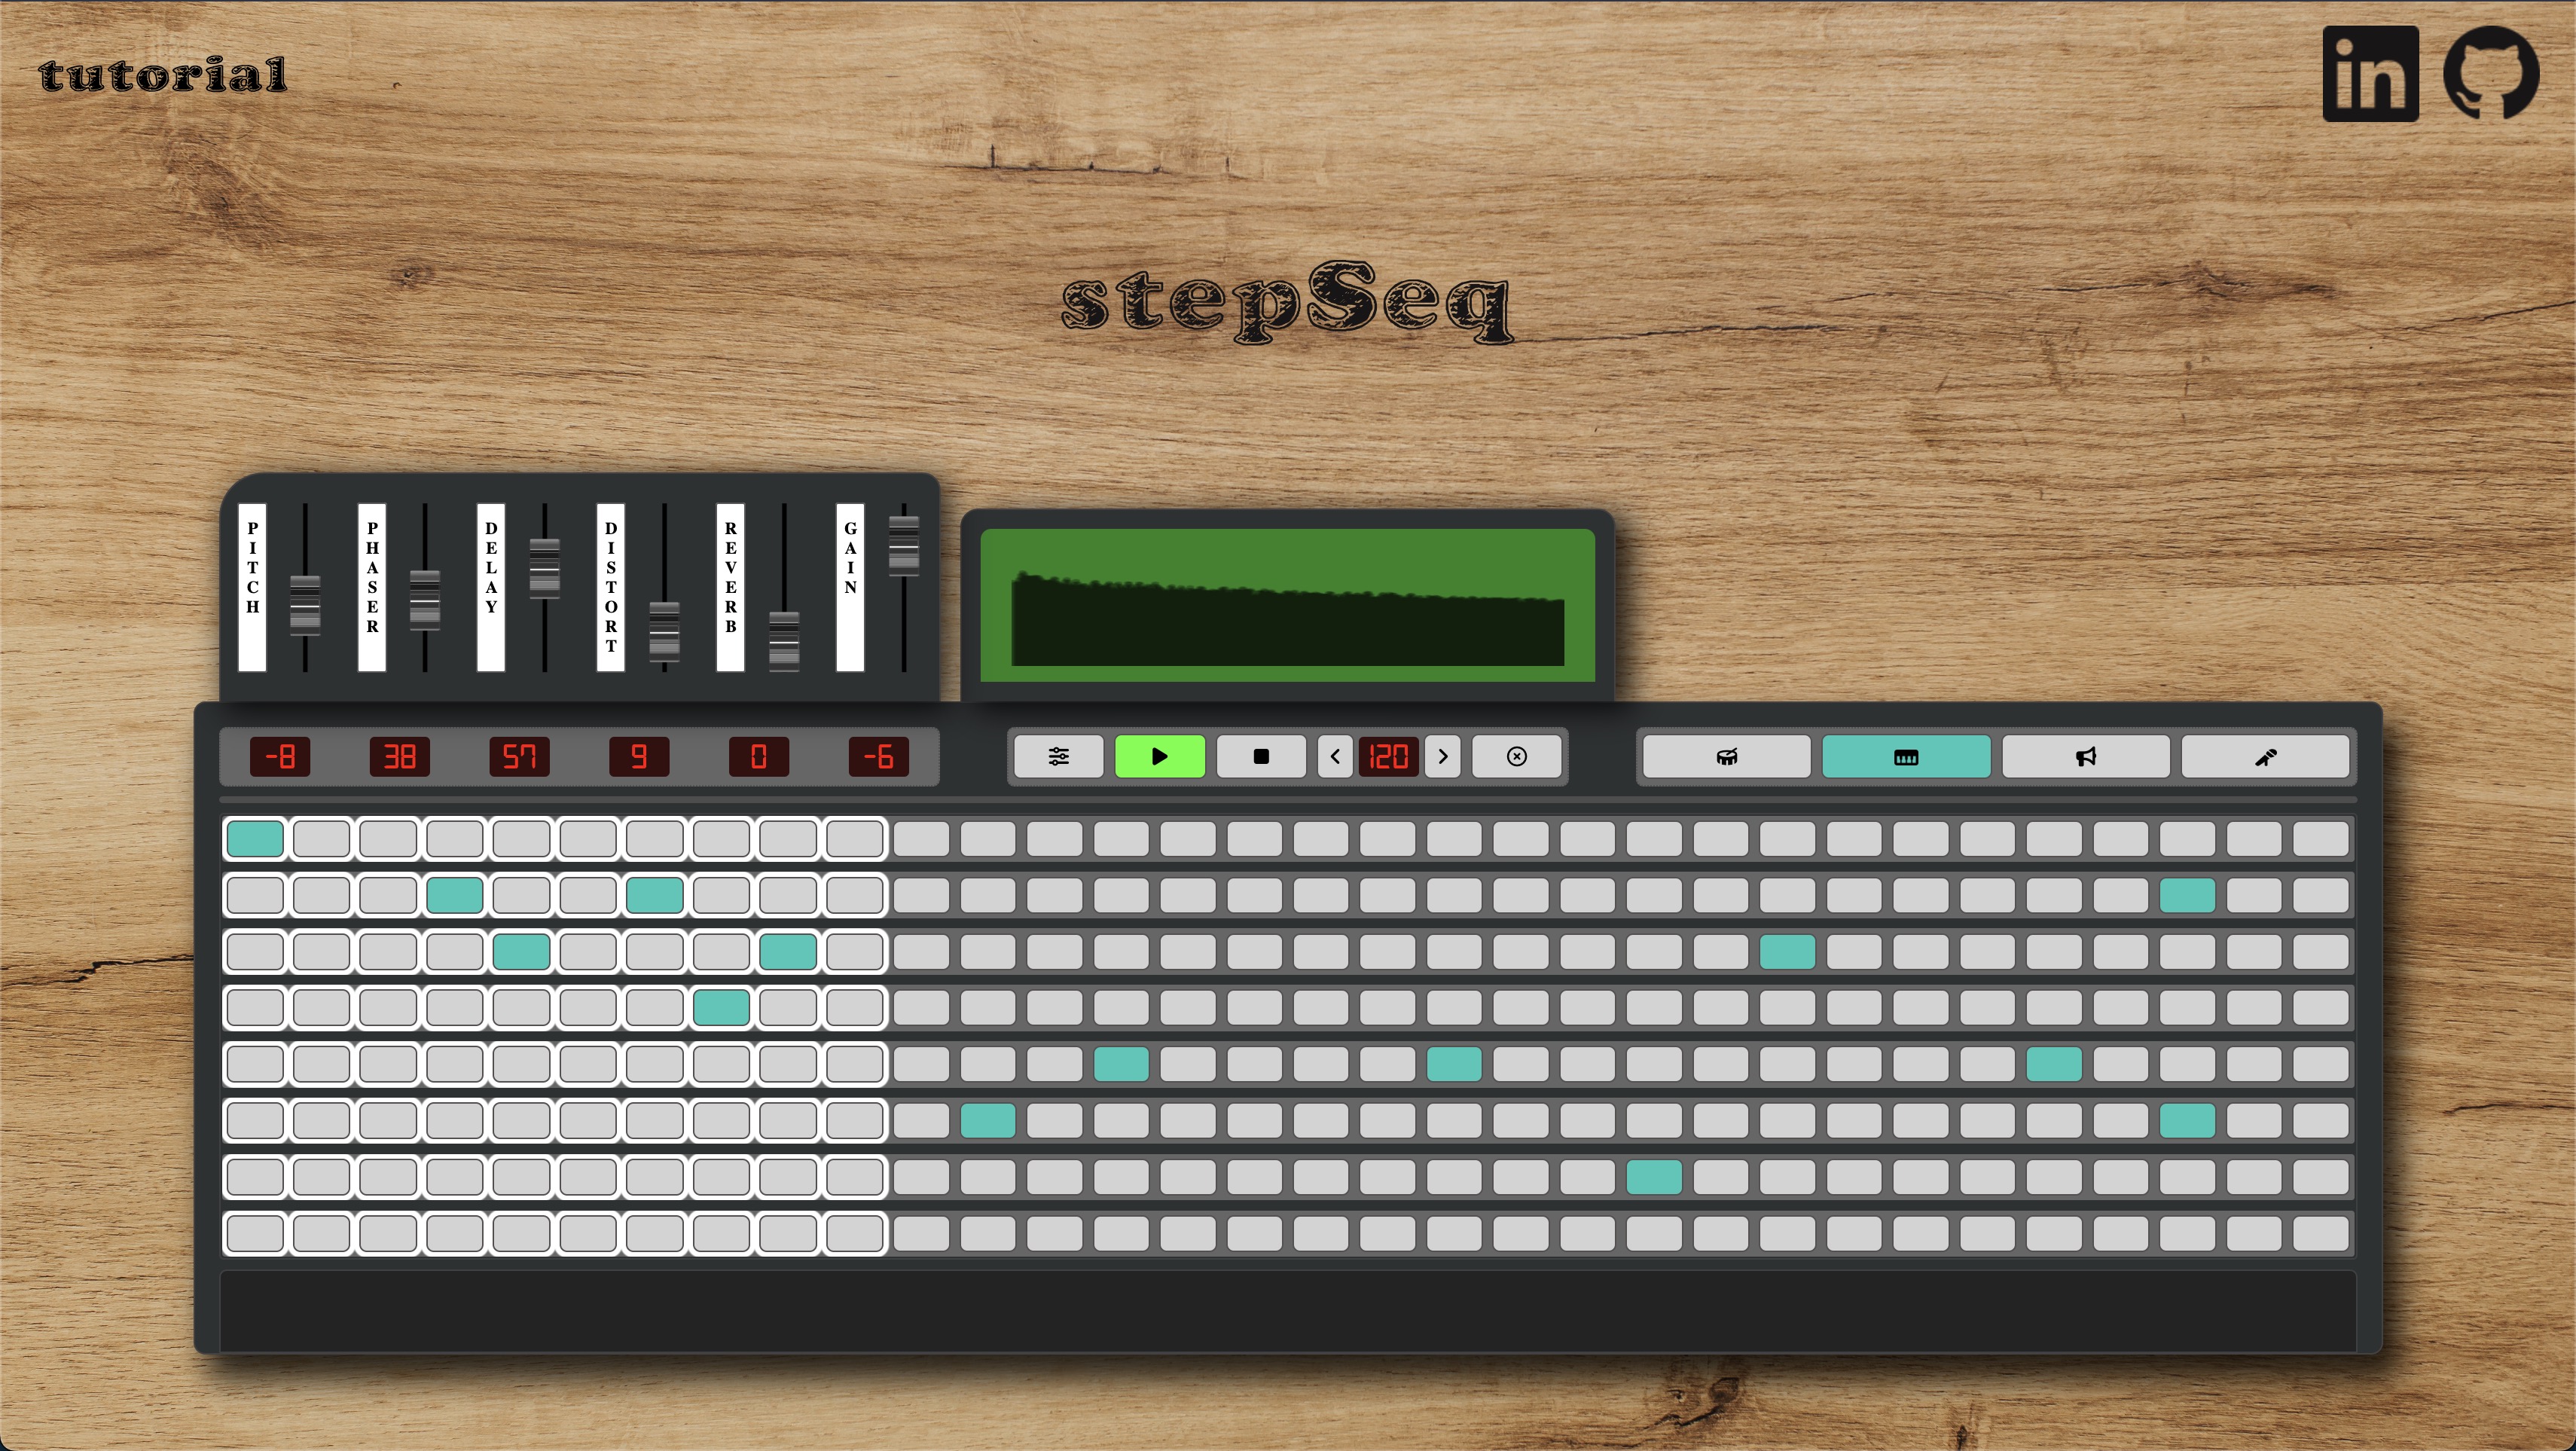 tutorial
in
stepSeq
PITCH
PHASER
DELAY
DISTORT
REVERB
GAIN
-8
38
57
9
0
-6
120